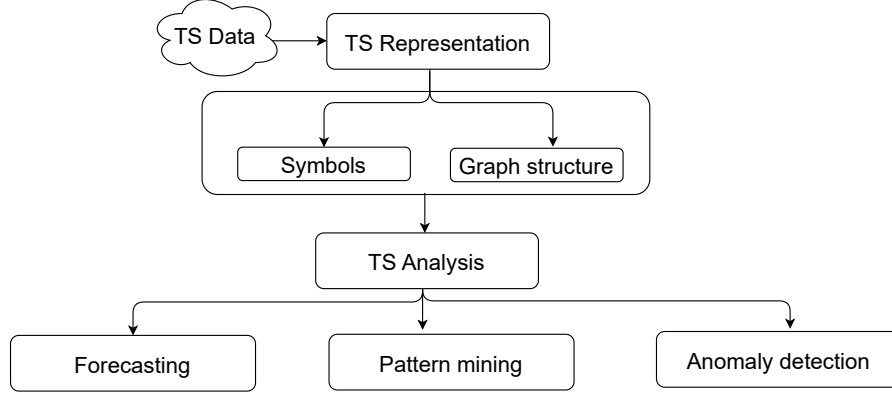 TS Data
TS Representation
Symbols
Graph structure
TS Analysis
Forecasting
Pattern mining
Anomaly detection